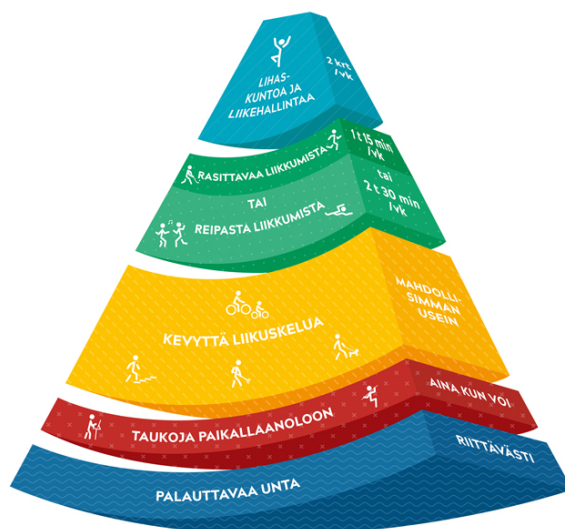 LIHAS-
KUNTOA JA
LIIKEHALLINTAA
2 krt
/vk
RASITTAVAA LIIKKUMISTA
1 t 15 min
/vk
TAI
REIPASTA LIIKKUMISTA
tai
2 t 30 min
/vk
KEVYTTÄ LIIKUSKELUA
MAHDOLLI-
SIMMAN
USEIN
TAUKOJA PAIKALLAANOLOON
AINA KUN VOI
PALAUTTAVAA UNTA
RIITTÄVÄSTI